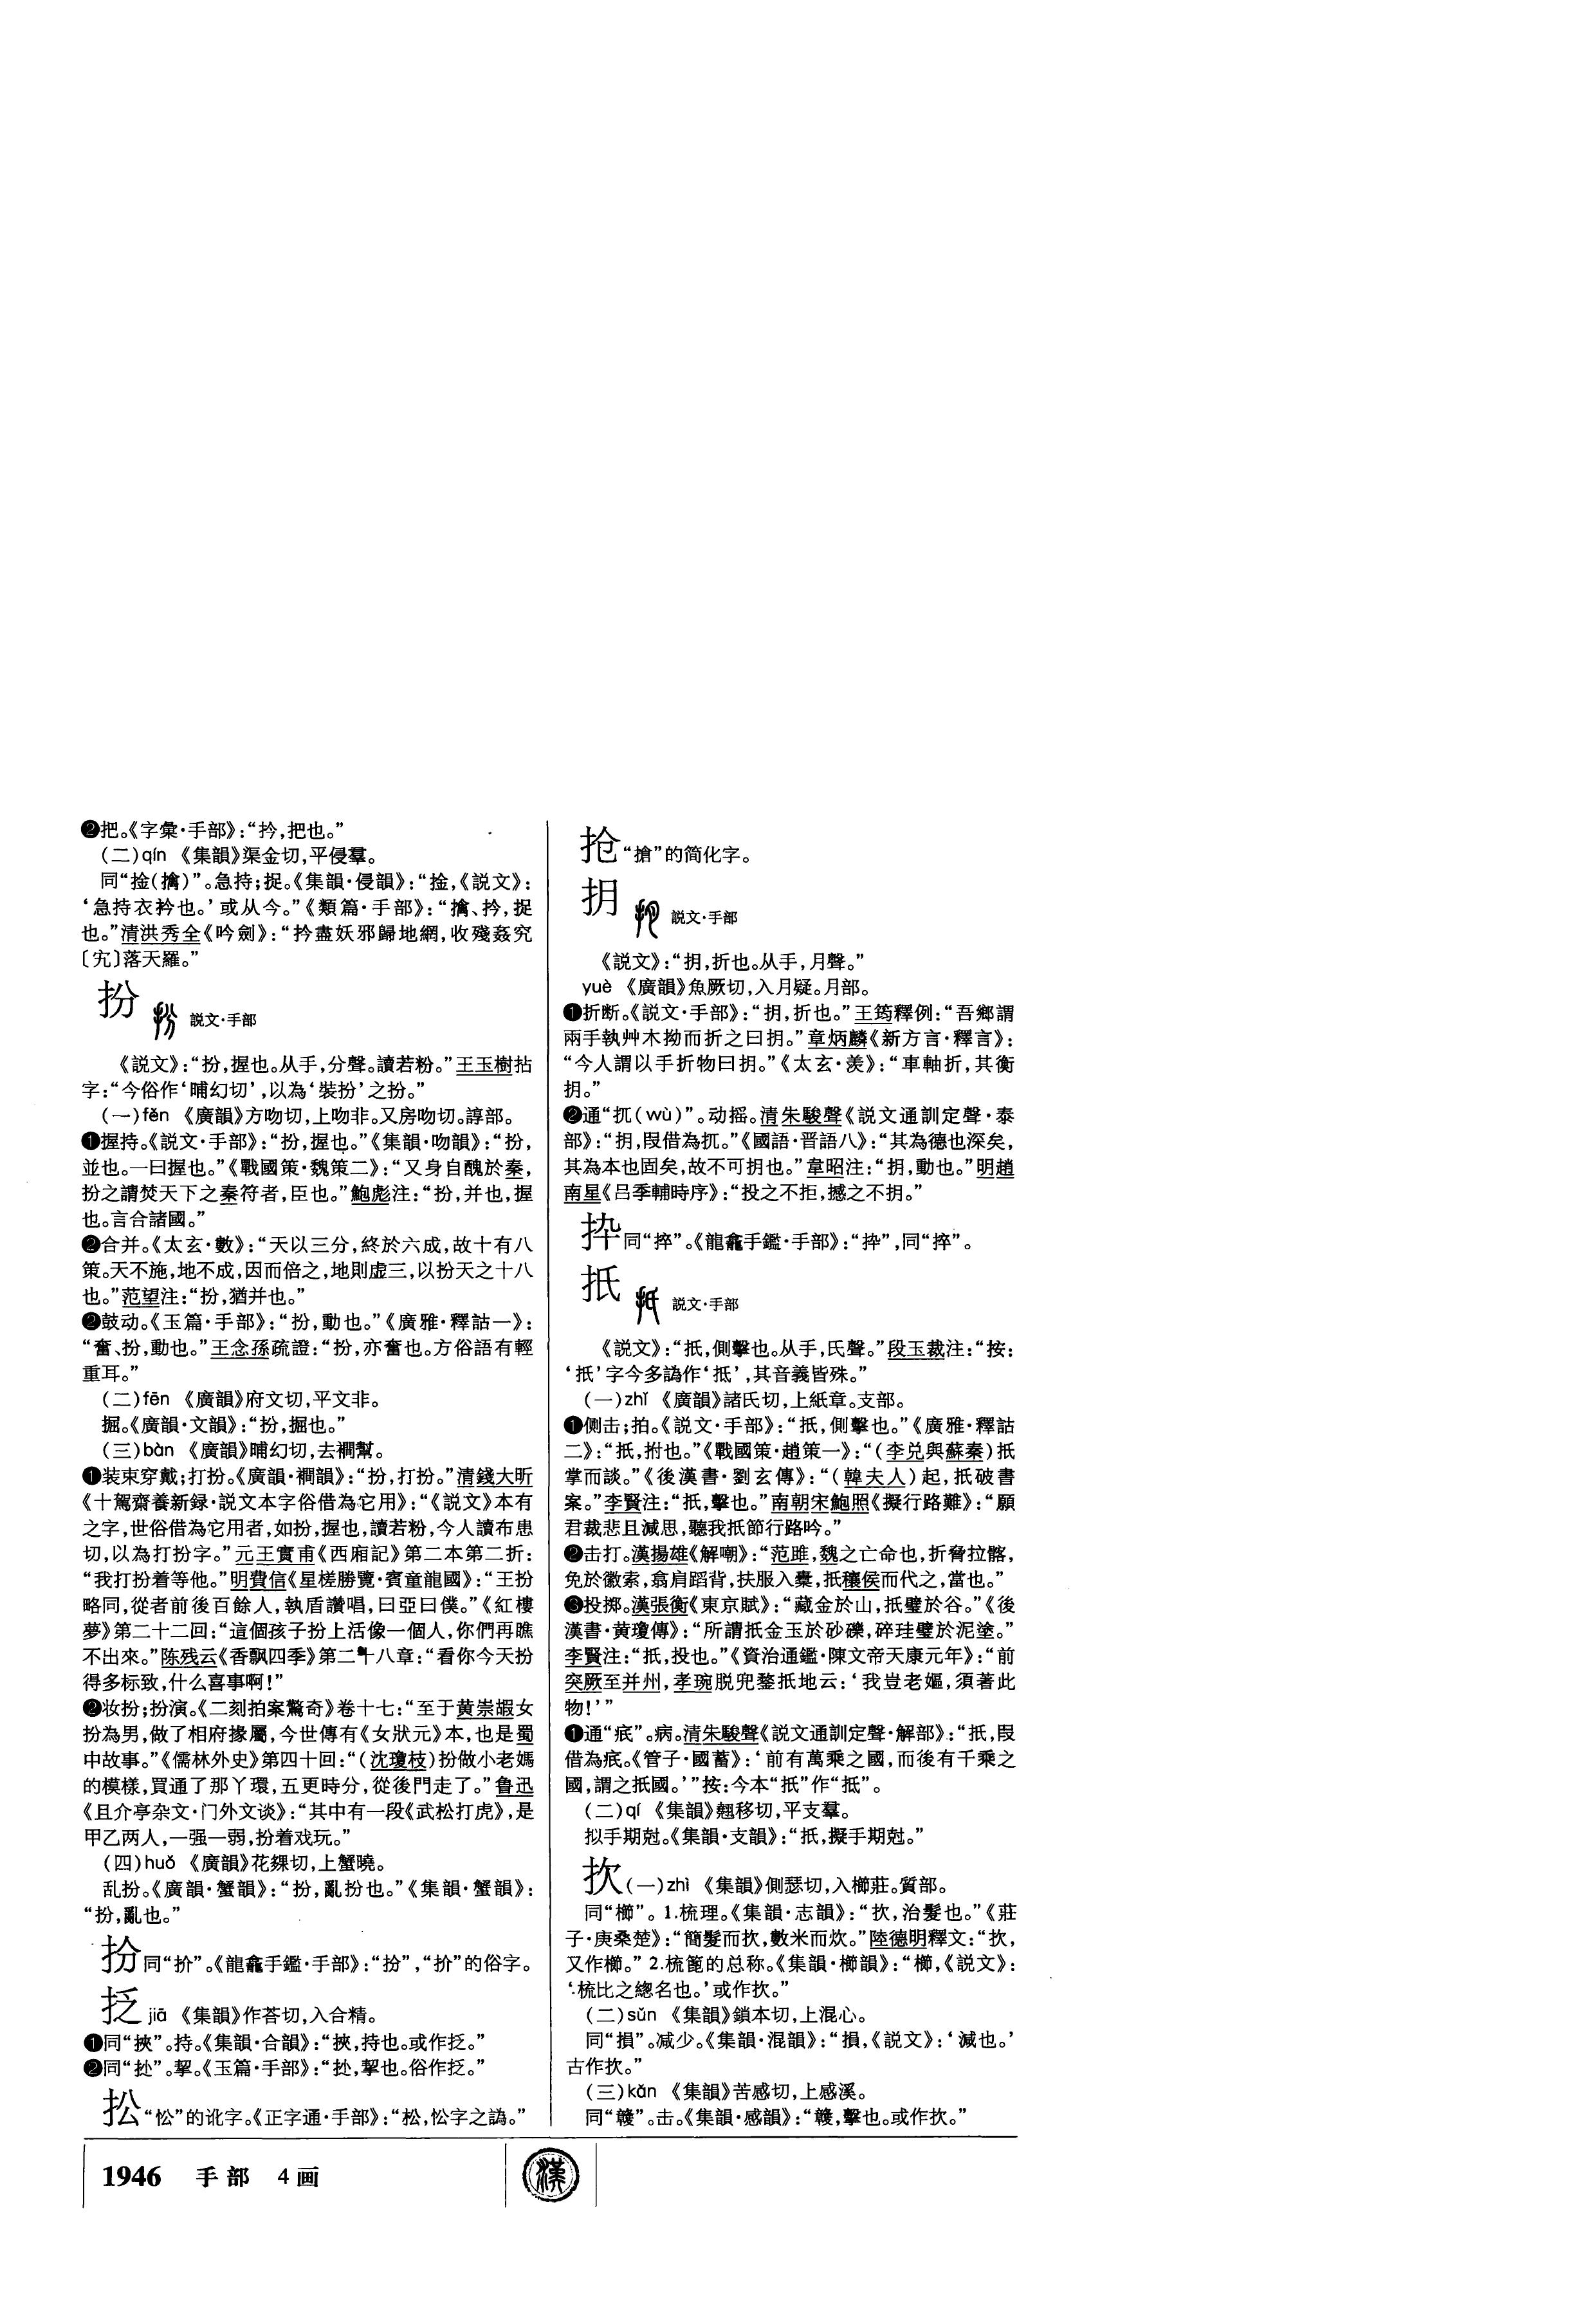 ❷把。《字彙·手部》：“扲，把也。”
(二)qín 《集韻》渠金切，平侵羣。
同“捦(擒)”。急持；捉。《集韻·侵韻》：“捦，《説文》：
‘急持衣衿也。’或从今。”《類篇·手部》：“擒、扲，捉
也。”清洪秀全《吟劍》：“扲盡妖邪歸地網，收殘姦宄
〔宄〕落天羅。”
扮 説文·手部
《説文》：“扮，握也。从手，分聲。讀若粉。”王玉樹拈
字：“今俗作‘晡幻切’，以為‘裝扮’之扮。”
(一)fěn 《廣韻》方吻切，上吻非。又房吻切。諄部。
❶握持。《説文·手部》：“扮，握也。”《集韻·吻韻》：“扮，
並也。一曰握也。”《戰國策·魏策二》：“又身自醜於秦，
扮之請焚天下之秦符者，臣也。”鮑彪注：“扮，并也，握
也。言合諸國。”
❷合并。《太玄·數》：“天以三分，終於六成，故十有八
策。天不施，地不成，因而倍之，地則虚三，以扮天之十八
也。”范望注：“扮，猶并也。”
❷鼓动。《玉篇·手部》：“扮，動也。”《廣雅·釋詁一》：
“奮、扮，動也。”王念孫疏證：“扮，亦奮也。方俗語有輕
重耳。”
(二)fēn 《廣韻》府文切，平文非。
掘。《廣韻·文韻》：“扮，掘也。”
(三)bàn 《廣韻》晡幻切，去襉幫。
❶装束穿戴；打扮。《廣韻·襉韻》：“扮，打扮。”清錢大昕
《十駕齋養新録·説文本字俗借為它用》：“《説文》本有
之字，世俗借為它用者，如扮，握也，讀若粉，今人讀布患
切，以為打扮字。”元王實甫《西廂記》第二本第二折：
“我打扮着等他。”明費信《星槎勝覽·賓童龍國》：“王扮
略同，從者前後百餘人，執盾讚唱，曰亞曰僕。”《紅樓
夢》第二十二回：“這個孩子扮上活像一個人，你們再瞧
不出來。”陈残云《香飘四季》第二十八章：“看你今天扮
得多标致，什么喜事啊！”
❷妆扮；扮演。《二刻拍案驚奇》卷十七：“至于黄崇嘏女
扮為男，做了相府掾屬，今世傳有《女狀元》本，也是蜀
中故事。”《儒林外史》第四十回：“(沈瓊枝)扮做小老媽
的模樣，買通了那丫環，五更時分，從後門走了。”鲁迅
《且介亭杂文·门外文谈》：“其中有一段《武松打虎》，是
甲乙两人，一强一弱，扮着戏玩。”
(四)huǒ 《廣韻》花夥切，上蟹曉。
乱扮。《廣韻·蟹韻》：“扮，亂扮也。”《集韻·蟹韻》：
“扮，亂也。”
扮同“扴”。《龍龕手鑑·手部》：“扮”，“扴”的俗字。
抸 jiā 《集韻》作荅切，入合精。
❶同“挾”。持。《集韻·合韻》：“挾，持也。或作抸。”
❷同“抄”。挐。《玉篇·手部》：“抄，挐也。俗作抸。”
㧐“忪”的讹字。《正字通·手部》：“㧐，忪字之譌。”
抢“搶”的简化字。
抈 説文·手部
《説文》：“抈，折也。从手，月聲。”
yuè 《廣韻》魚厥切，入月疑。月部。
❶折断。《説文·手部》：“抈，折也。”王筠釋例：“吾鄉謂
兩手執艸木拗而折之曰抈。”章炳麟《新方言·釋言》：
“今人謂以手折物曰抈。”《太玄·羡》：“車軸折，其衡
抈。”
❷通“扤(wù)”。动摇。清朱駿聲《説文通訓定聲·泰
部》：“抈，叚借為扤。”《國語·晋語八》：“其為德也深矣，
其為本也固矣，故不可抈也。”韋昭注：“抈，動也。”明趙
南星《吕季輔時序》：“投之不拒，撼之不抈。”
㧍同“捽”。《龍龕手鑑·手部》：“㧍”，同“捽”。
抵 説文·手部
《説文》：“扺，側擊也。从手，氏聲。”段玉裁注：“按：
‘扺’字今多譌作‘抵’，其音義皆殊。”
(一)zhǐ 《廣韻》諸氏切，上紙章。支部。
❶侧击；拍。《説文·手部》：“扺，側擊也。”《廣雅·釋詁
二》：“扺，拊也。”《戰國策·趙策一》：“(李兑與蘇秦)扺
掌而談。”《後漢書·劉玄傳》：“(韓夫人)起，扺破書
案。”李賢注：“扺，擊也。”南朝宋鮑照《擬行路難》：“願
君裁悲且減思，聽我扺節行路吟。”
❷击打。漢揚雄《解嘲》：“范雎，魏之亡命也，折脅拉髂，
免於徽索，翕肩蹈背，扶服入橐，扺穰侯而代之，當也。”
❸投掷。漢張衡《東京賦》：“藏金於山，扺璧於谷。”《後
漢書·黄瓊傳》：“所謂扺金玉於砂礫，碎珪璧於泥塗。”
李賢注：“扺，投也。”《資治通鑑·陳文帝天康元年》：“前
突厥至并州，孝琬脱兜鍪扺地云：‘我豈老嫗，須著此
物！’”
❶通“疧”。病。清朱駿聲《説文通訓定聲·解部》：“扺，叚
借為疧。《管子·國蓄》：‘前有萬乘之國，而後有千乘之
國，謂之扺國。’”按：今本“扺”作“抵”。
(二)qí 《集韻》翹移切，平支羣。
拟手期尅。《集韻·支韻》：“扺，擬手期尅。”
扻(一)zhì 《集韻》側瑟切，入櫛莊。質部。
同“櫛”。1.梳理。《集韻·志韻》：“扻，治髮也。”《莊
子·庚桑楚》：“簡髮而扻，數米而炊。”陸德明釋文：“扻，
又作櫛。”2.梳篦的总称。《集韻·櫛韻》：“櫛，《説文》：
‘梳比之總名也。’或作扻。”
(二)sǔn 《集韻》鎖本切，上混心。
同“損”。减少。《集韻·混韻》：“損，《説文》：‘減也。’
古作扻。”
(三)kǎn 《集韻》苦感切，上感溪。
同“㪁”。击。《集韻·感韻》：“㪁，擊也。或作扻。”
1946 手部 4画
漢